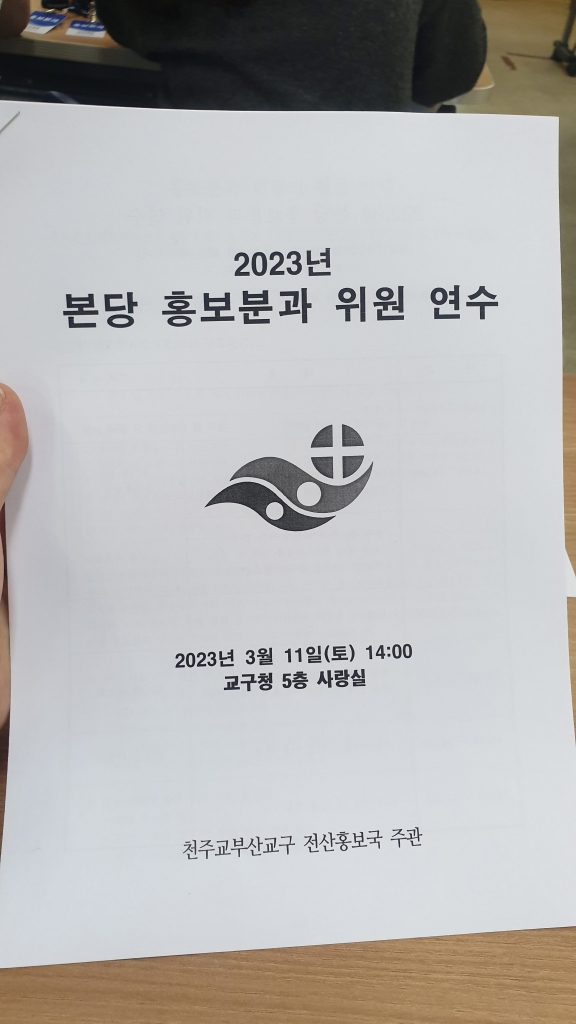 2023년
본당 홍보분과 위원 연수
2023년 3월 11일(토) 14:00
교구청 5층 사랑실
천주교부산교구 전산홍보국 주관